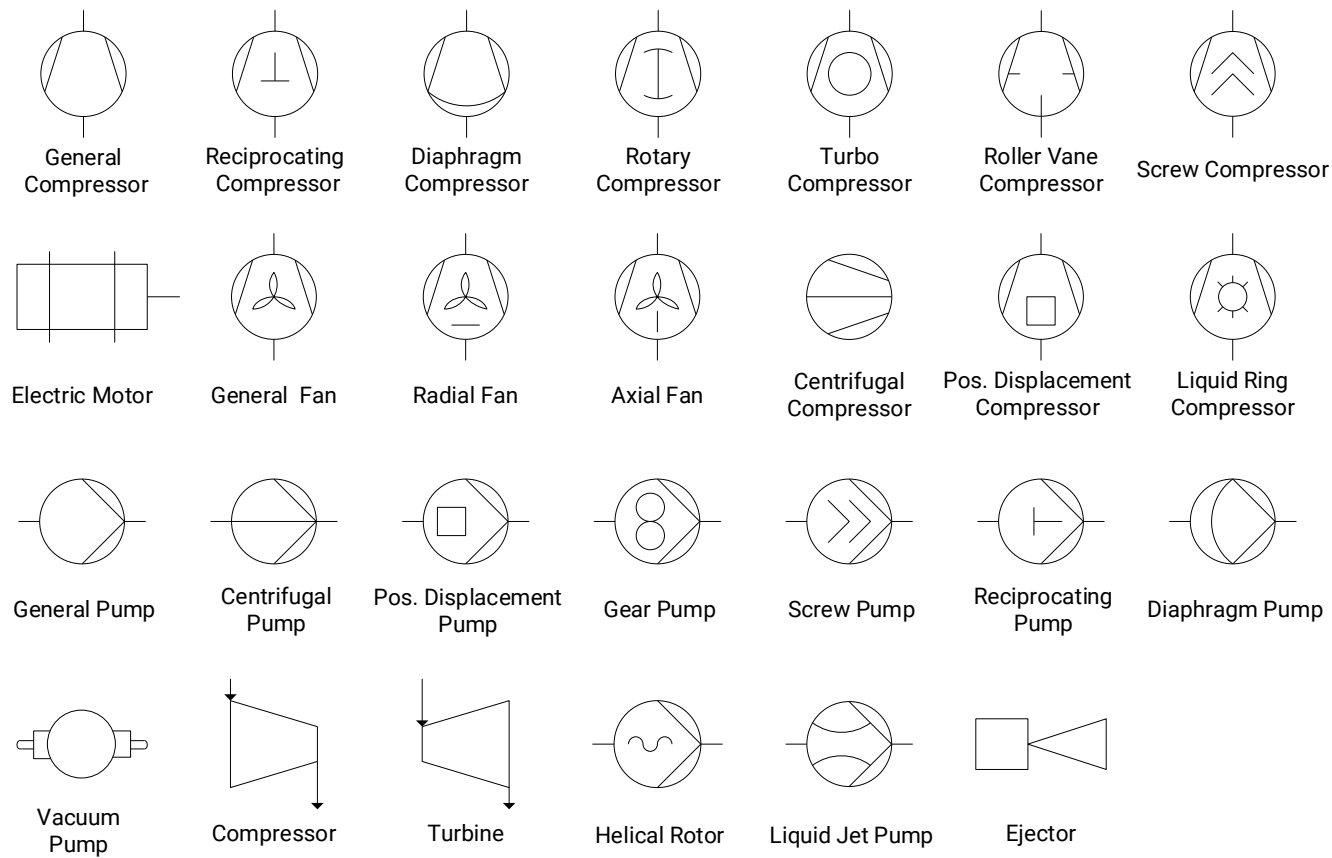 General
Compressor
Reciprocating
Compressor
Diaphragm
Compressor
Rotary
Compressor
Turbo
Compressor
Roller Vane
Compressor
Screw Compressor
Electric Motor
General Fan
Radial Fan
Axial Fan
Centrifugal
Compressor
Pos. Displacement
Compressor
Liquid Ring
Compressor
General Pump
Centrifugal
Pump
Pos. Displacement
Pump
Gear Pump
Screw Pump
Reciprocating
Pump
Diaphragm Pump
Vacuum
Pump
Compressor
Turbine
Helical Rotor
Liquid Jet Pump
Ejector